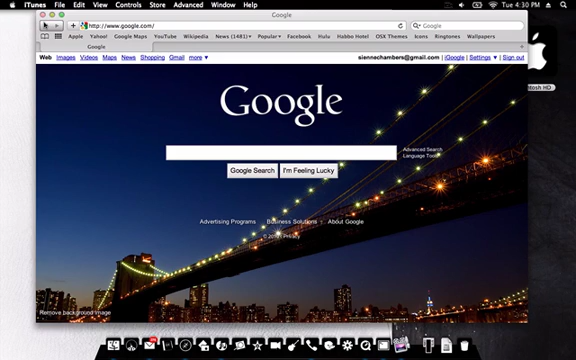 iTunes File Edit View Controls Store Advanced Window Help Tue 4:30 PM
Google
http://www.google.com/ Google
Apple Yahoo! Google Maps YouTube Wikipedia News (1481) Popular Facebook Hulu Habbo Hotel OSX Themes Icons Ringtones Wallpapers
Google
Web Images Videos Maps News Shopping Gmail more siennechambers@gmail.com | iGoogle | Settings | Sign out
Google
Advanced Search
Language Tools
Google Search I'm Feeling Lucky
Advertising Programs Business Solutions About Google
Privacy
Remove background image
tosh HD